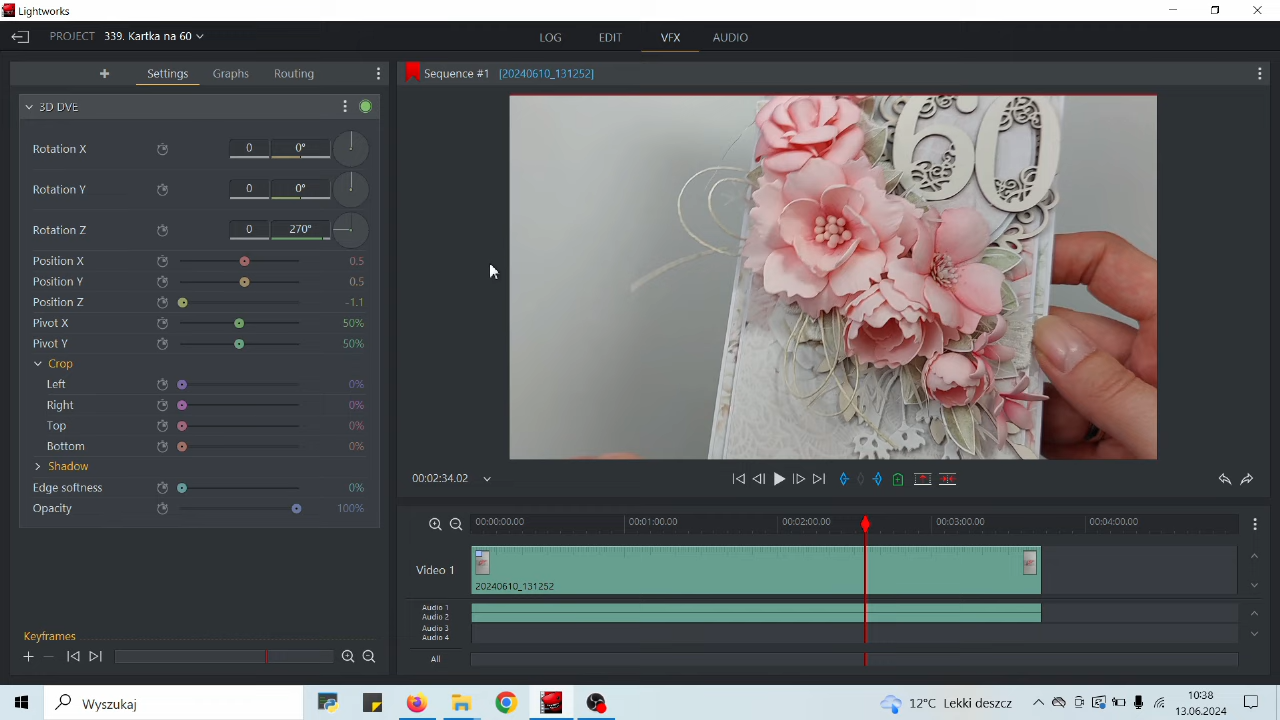 Lightworks
PROJECT 339. Kartka na 60
LOG EDIT VFX AUDIO
Settings Graphs Routing
Sequence #1 [20240610_131252]
3D DVE
60
Rotation X 0 0°
Rotation Y 0 0°
Rotation Z 0 270°
Position X 0.5
Position Y 0.5
Position Z -1.1
Pivot X 50%
Pivot Y 50%
Crop
Left 0%
Right 0%
Top 0%
Bottom 0%
Shadow
Edge softness 0%
Opacity 100%
00:02:34.02
00:00:00.00 00:01:00.00 00:02:00.00 00:03:00.00 00:04:00.00
Video 1
20240610_131252
Audio 1
Audio 2
Audio 3
Audio 4
All
Keyframes
Wyszukaj
12°C Lekki deszcz
10:38
13.06.2024